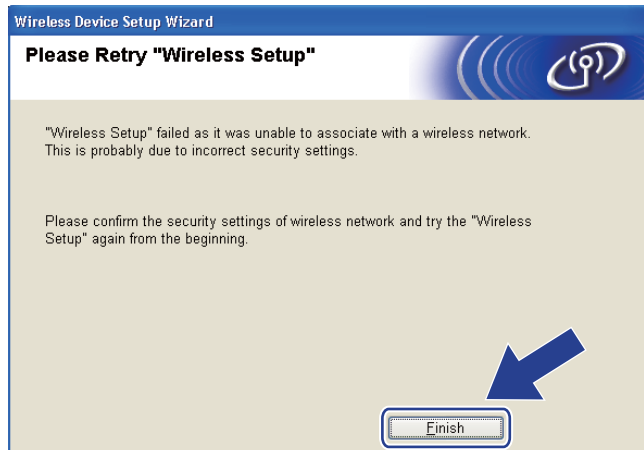 Wireless Device Setup Wizard
Please Retry "Wireless Setup"
"Wireless Setup" failed as it was unable to associate with a wireless network.
This is probably due to incorrect security settings.
Please confirm the security settings of wireless network and try the "Wireless
Setup" again from the beginning.
Finish